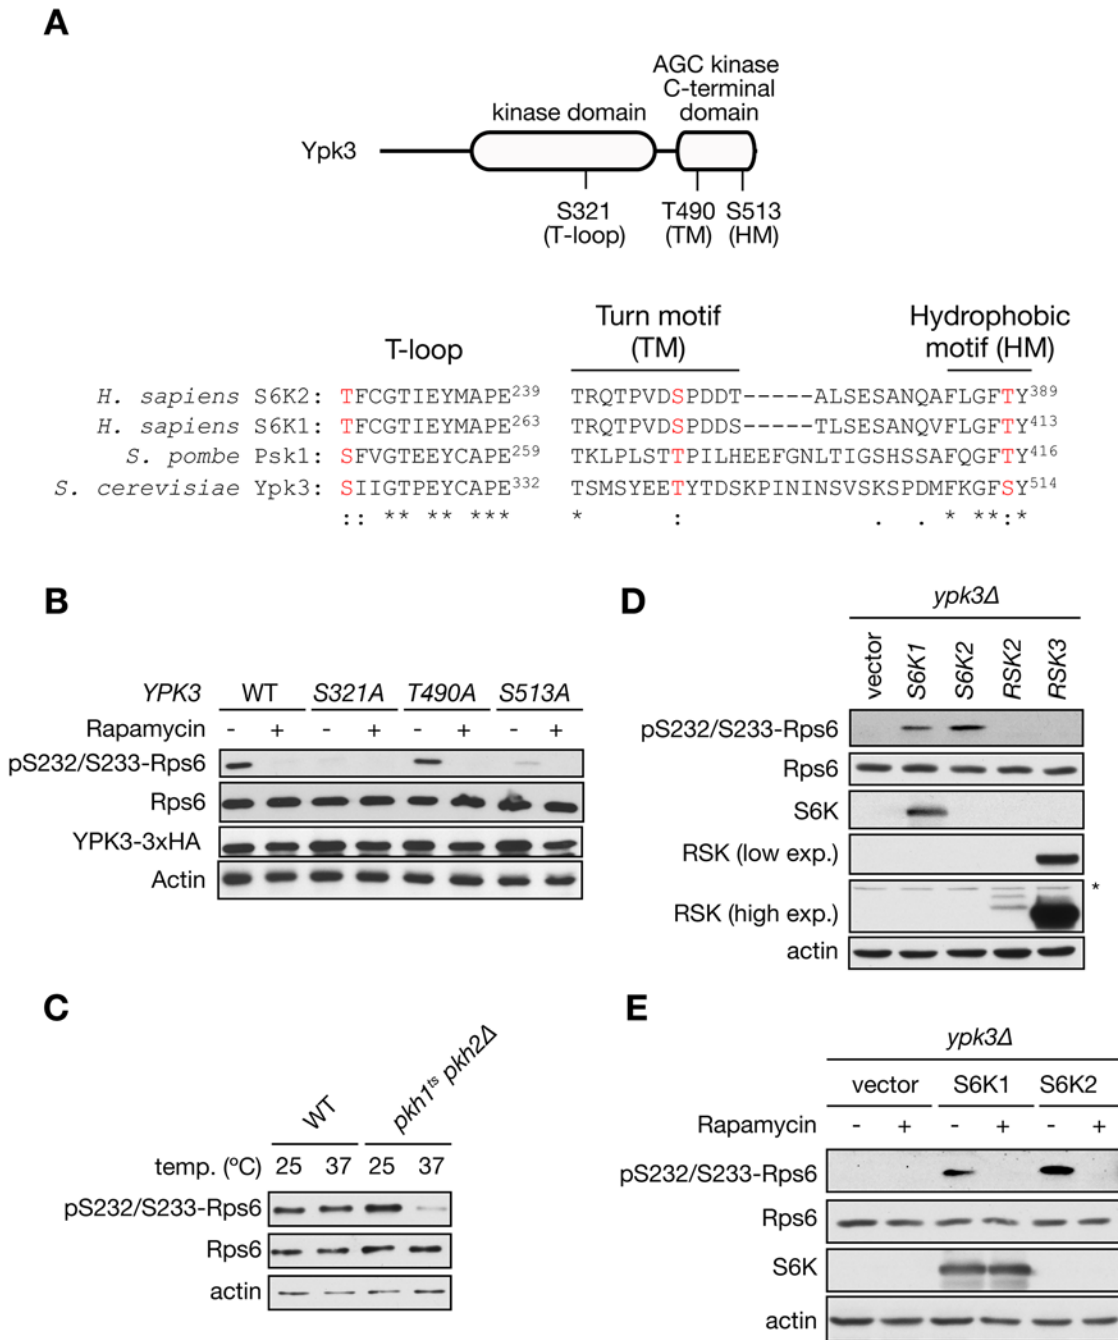 A
AGC kinase
C-terminal
domain
kinase domain
Ypk3
S321
(T-loop)
T490
(TM)
S513
(HM)
T-loop
Turn motif
(TM)
Hydrophobic
motif (HM)
H. sapiens S6K2: TFCGTIEYMAPE239 TRQTPVDSPDDT-----ALSESANQAFLGFTY389
H. sapiens S6K1: TFCGTIEYMAPE263 TRQTPVDSPDDS-----TLSESANQVFLGFTY413
S. pombe Psk1: SFVGTEEYCAPE259 TKLPLSTTPILHEEFGNLTIGSHSSAFQGFTY416
S. cerevisiae Ypk3: SIIGTPEYCAPE332 TSMSYEETYTDSKPININSVSKSPDMFKGFSY514
:: ** ** *** * : . . * **:*
B
YPK3 WT S321A T490A S513A
Rapamycin - + - + - + - +
pS232/S233-Rps6
Rps6
YPK3-3xHA
Actin
D
ypk3Δ
vector S6K1 S6K2 RSK2 RSK3
pS232/S233-Rps6
Rps6
S6K
RSK (low exp.)
RSK (high exp.) *
actin
C
WT pkh1ts pkh2Δ
temp. (ºC) 25 37 25 37
pS232/S233-Rps6
Rps6
actin
E
ypk3Δ
vector S6K1 S6K2
Rapamycin - + - + - +
pS232/S233-Rps6
Rps6
S6K
actin